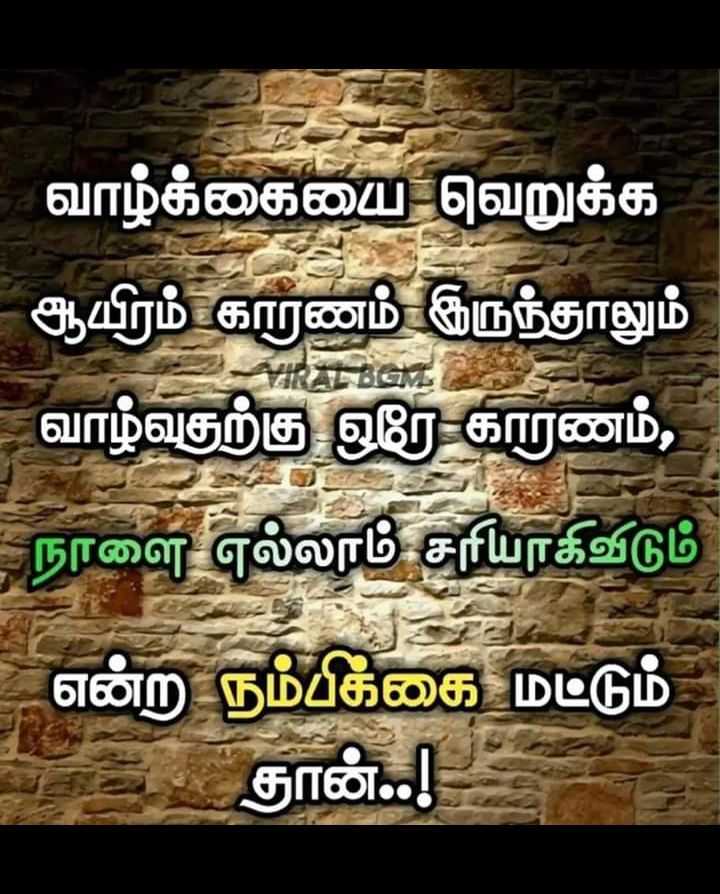 வாழ்க்கையை வெறுக்க
ஆயிரம் காரணம் இருந்தாலும்
VIRAL BGM
வாழ்வதற்கு ஒரே காரணம்,
நாளை எல்லாம் சரியாகிவிடும்
என்ற நம்பிக்கை மட்டும்
தான்..!